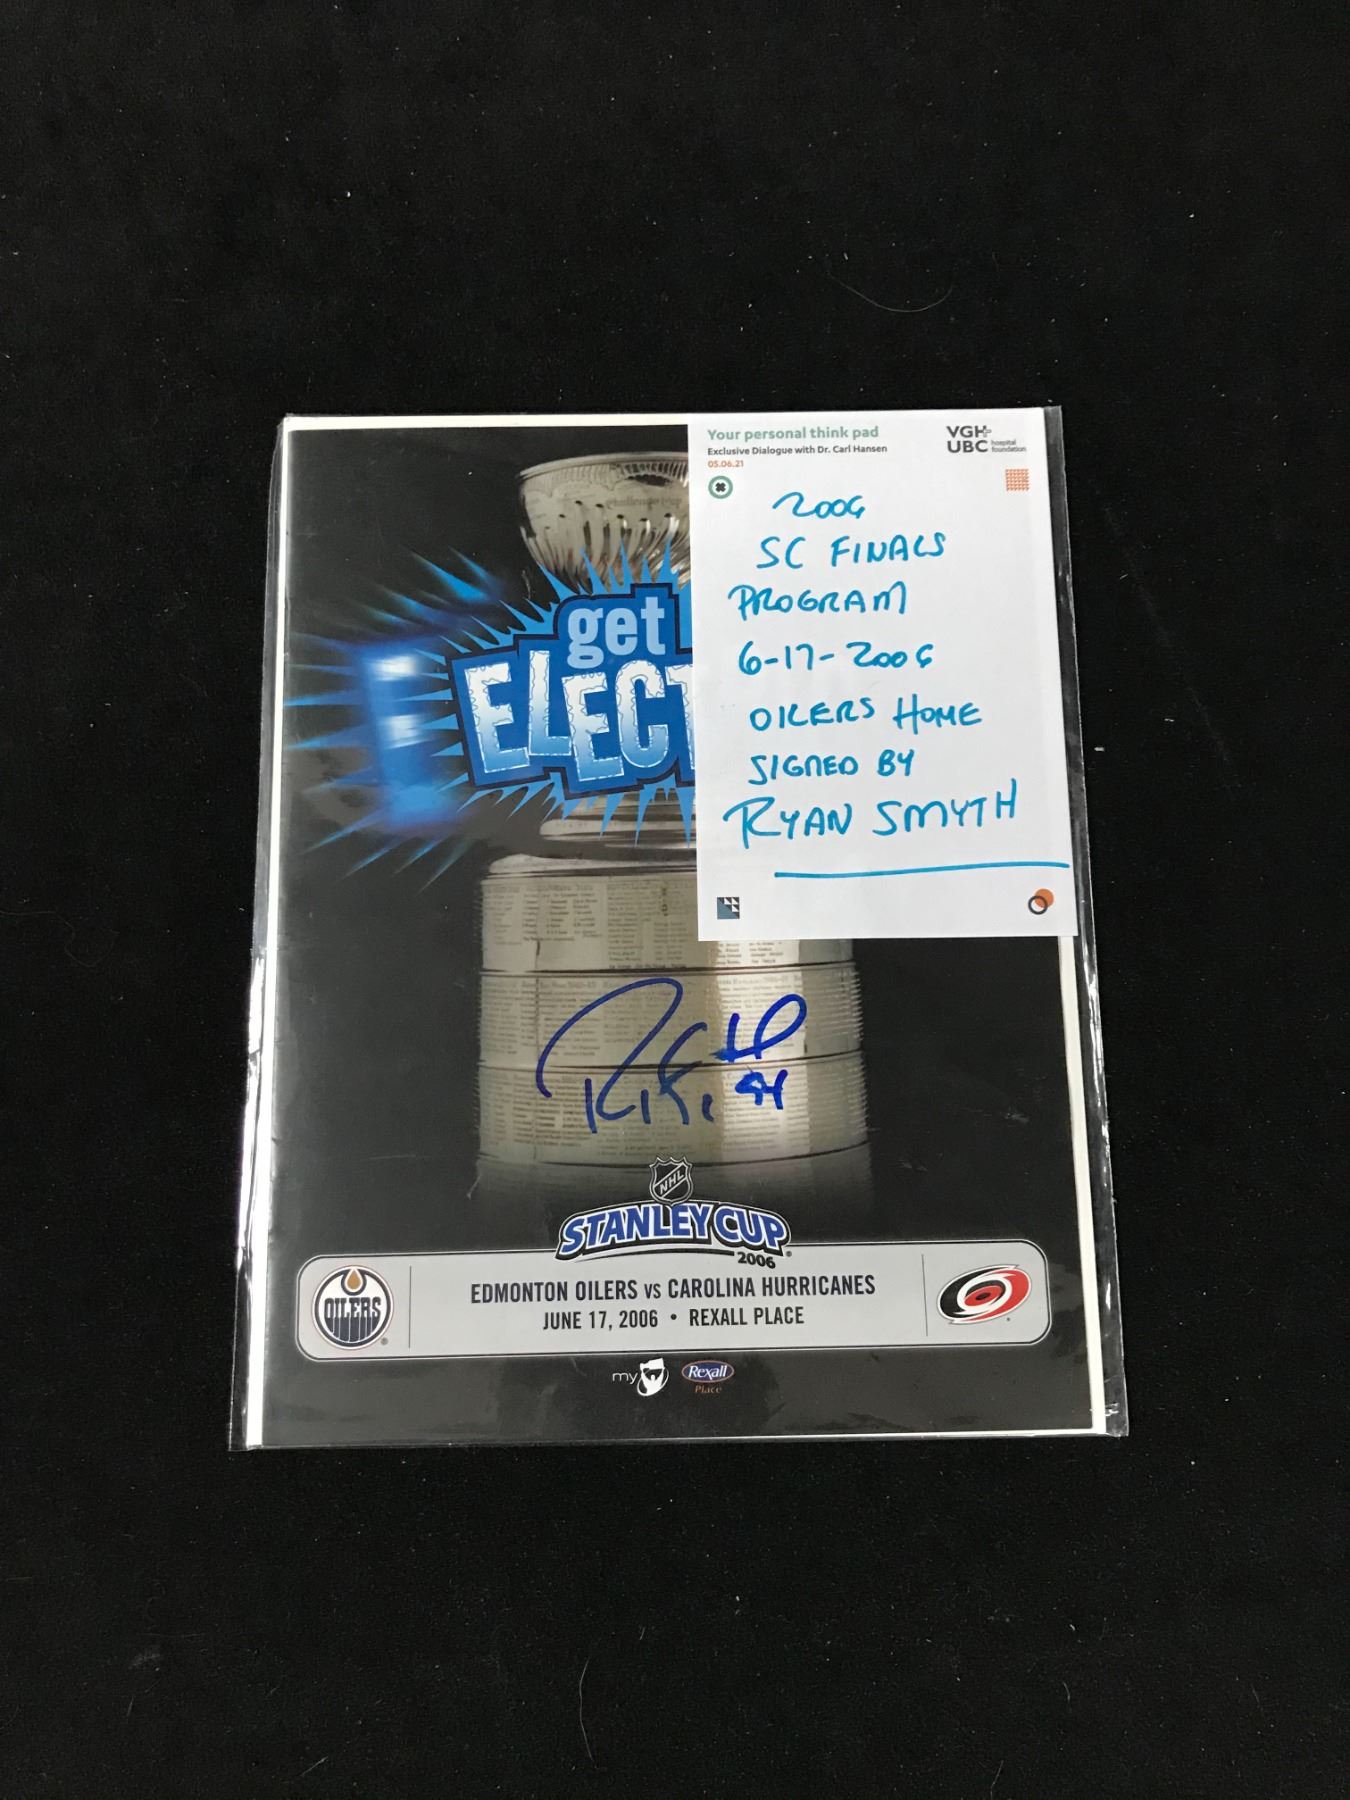 Your personal think pad
Exclusive Dialogue with Dr. Carl Hansen
05.06.21
VGH+
UBC hospital foundation
2006
SC FINALS
PROGRAM
6-17-2006
OILERS HOME
SIGNED BY
RYAN SMYTH
get
ELECT
94
NHL
STANLEY CUP
2006
OILERS
EDMONTON OILERS vs CAROLINA HURRICANES
JUNE 17, 2006 • REXALL PLACE
my
Rexall
Place